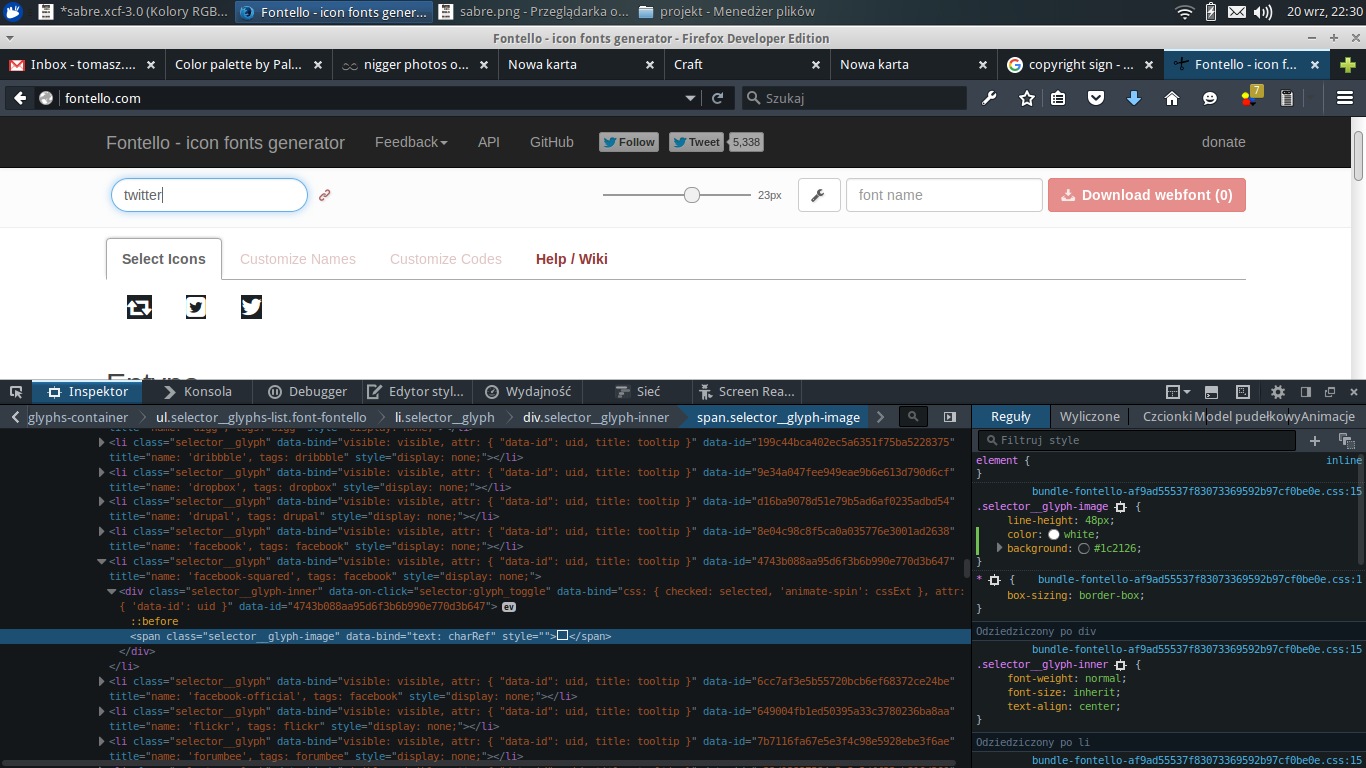 *sabre.xcf-3.0 (Kolory RGB... Fontello - icon fonts gener... sabre.png - Przeglądarka o... projekt - Menedżer plików 20 wrz, 22:30
Fontello - icon fonts generator - Firefox Developer Edition
Inbox - tomasz.... Color palette by Pal... nigger photos o... Nowa karta Craft Nowa karta copyright sign - ... Fontello - icon f...
fontello.com Szukaj 7
Fontello - icon fonts generator Feedback API GitHub Follow Tweet 5,338 donate
twitter 23px font name Download webfont (0)
Select Icons Customize Names Customize Codes Help / Wiki
Inspektor Konsola Debugger Edytor styl... Wydajność Sieć Screen Rea...
glyphs-container ul.selector__glyphs-list.font-fontello li.selector__glyph div.selector__glyph-inner span.selector__glyph-image
<li class="selector__glyph" data-bind="visible: visible, attr: { "data-id": uid, title: tooltip }" data-id="199c44bca402ec5a6351f75ba5228375"
title="name: 'dribbble', tags: dribbble" style="display: none;"></li>
<li class="selector__glyph" data-bind="visible: visible, attr: { "data-id": uid, title: tooltip }" data-id="9e34a047fee949eae9b6e613d790d6cf"
title="name: 'dropbox', tags: dropbox" style="display: none;"></li>
<li class="selector__glyph" data-bind="visible: visible, attr: { "data-id": uid, title: tooltip }" data-id="d16ba9078d51e79b5ad6af0235adbd54"
title="name: 'drupal', tags: drupal" style="display: none;"></li>
<li class="selector__glyph" data-bind="visible: visible, attr: { "data-id": uid, title: tooltip }" data-id="8e04c98c8f5ca0a035776e3001ad2638"
title="name: 'facebook', tags: facebook" style="display: none;"></li>
<li class="selector__glyph" data-bind="visible: visible, attr: { "data-id": uid, title: tooltip }" data-id="4743b088aa95d6f3b6b990e770d3b647"
title="name: 'facebook-squared', tags: facebook" style="display: none;">
<div class="selector__glyph-inner" data-on-click="selector:glyph_toggle" data-bind="css: { checked: selected, 'animate-spin': cssExt }, attr:
{ 'data-id': uid }" data-id="4743b088aa95d6f3b6b990e770d3b647"> ev
::before
<span class="selector__glyph-image" data-bind="text: charRef" style=""></span>
</div>
</li>
<li class="selector__glyph" data-bind="visible: visible, attr: { "data-id": uid, title: tooltip }" data-id="6cc7af3e5b55720bcb6ef68372ce24be"
title="name: 'facebook-official', tags: facebook" style="display: none;"></li>
<li class="selector__glyph" data-bind="visible: visible, attr: { "data-id": uid, title: tooltip }" data-id="649004fb1ed50395a33c3780236ba8aa"
title="name: 'flickr', tags: flickr" style="display: none;"></li>
<li class="selector__glyph" data-bind="visible: visible, attr: { "data-id": uid, title: tooltip }" data-id="7b7116fa67e5e3f4c98e5928ebe3f6ae"
title="name: 'forumbee', tags: forumbee" style="display: none;"></li>
Reguły Wyliczone Czcionki Model pudełkowy Animacje
Filtruj style
element { inline
}
bundle-fontello-af9ad55537f83073369592b97cf0be0e.css:15
.selector__glyph-image {
line-height: 48px;
color: white;
background: #1c2126;
}
* { bundle-fontello-af9ad55537f83073369592b97cf0be0e.css:1
box-sizing: border-box;
}
Odziedziczony po div
bundle-fontello-af9ad55537f83073369592b97cf0be0e.css:15
.selector__glyph-inner {
font-weight: normal;
font-size: inherit;
text-align: center;
}
Odziedziczony po li
bundle-fontello-af9ad55537f83073369592b97cf0be0e.css:15